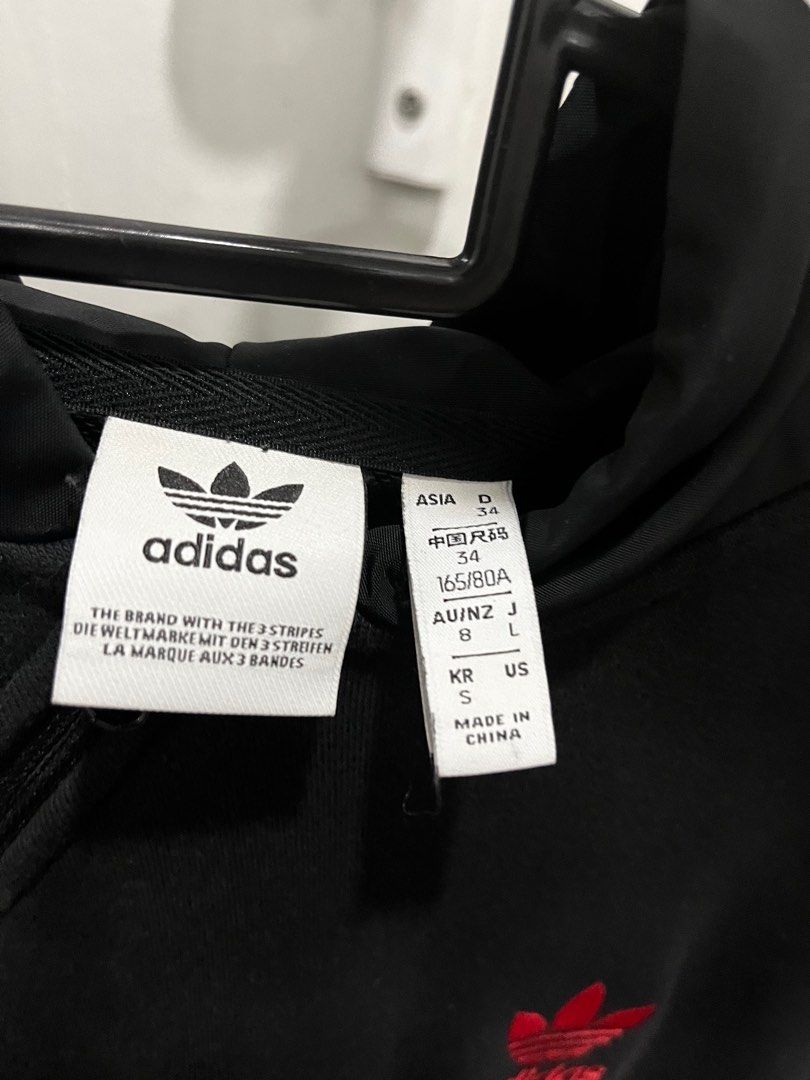 adidas
THE BRAND WITH THE 3 STRIPES
DIE WELTMARKE MIT DEN 3 STREIFEN
LA MARQUE AUX 3 BANDES
ASIA D
34
中国尺码
34
165/80A
AU/NZ J
8 L
KR US
S
MADE IN
CHINA